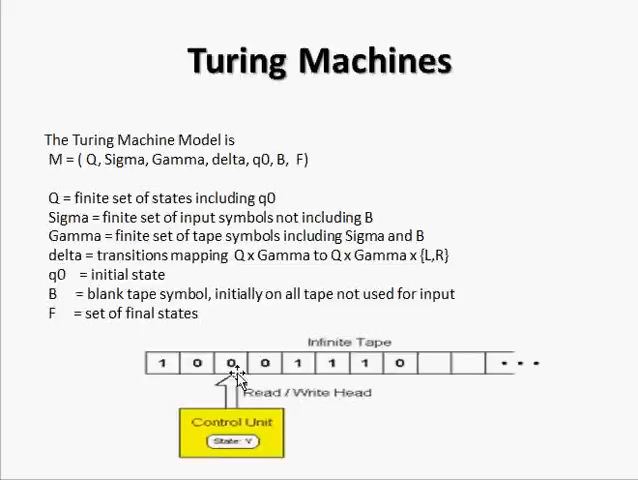 Turing Machines
The Turing Machine Model is
M = ( Q, Sigma, Gamma, delta, q0, B, F)
Q = finite set of states including q0
Sigma = finite set of input symbols not including B
Gamma = finite set of tape symbols including Sigma and B
delta = transitions mapping Q x Gamma to Q x Gamma x {L,R}
q0 = initial state
B = blank tape symbol, initially on all tape not used for input
F = set of final states
Infinite Tape
1 0 0 0 1 1 1 0 • • •
Read / Write Head
Control Unit
State: Y